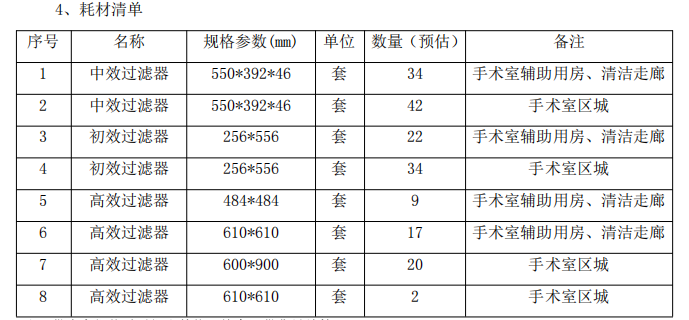 4、耗材清单
序号 名称 规格参数(mm) 单位 数量（预估） 备注
1 中效过滤器 550*392*46 套 34 手术室辅助用房、清洁走廊
2 中效过滤器 550*392*46 套 42 手术室区城
3 初效过滤器 256*556 套 22 手术室辅助用房、清洁走廊
4 初效过滤器 256*556 套 34 手术室区城
5 高效过滤器 484*484 套 9 手术室辅助用房、清洁走廊
6 高效过滤器 610*610 套 17 手术室辅助用房、清洁走廊
7 高效过滤器 600*900 套 20 手术室区城
8 高效过滤器 610*610 套 2 手术室区城